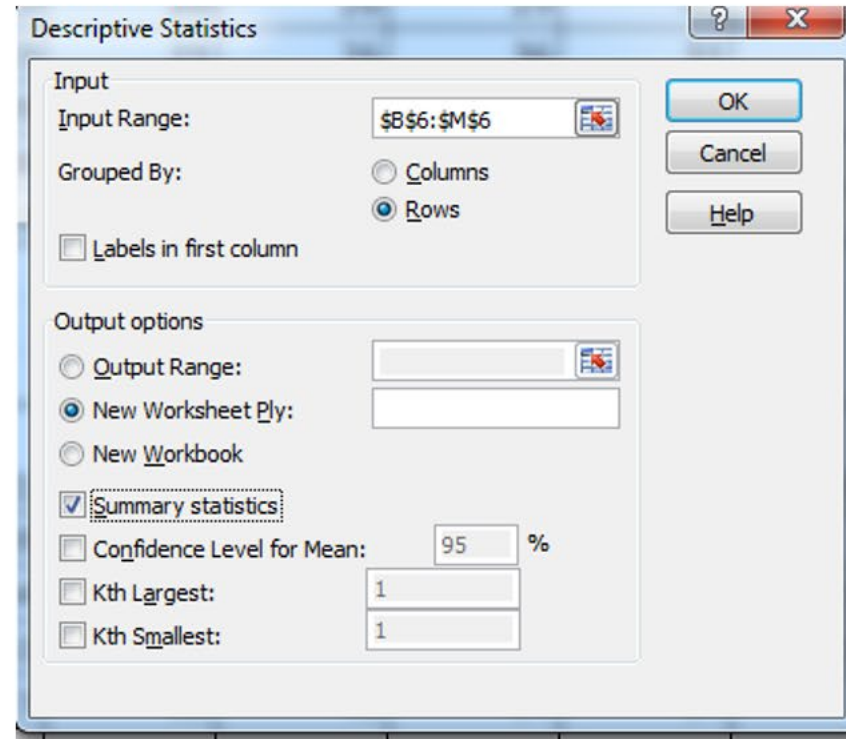 Descriptive Statistics
?
X
Input
Input Range:
$B$6:$M$6
Grouped By:
Columns
Rows
Labels in first column
OK
Cancel
Help
Output options
Output Range:
New Worksheet Ply:
New Workbook
Summary statistics
Confidence Level for Mean:
95
%
Kth Largest:
1
Kth Smallest:
1